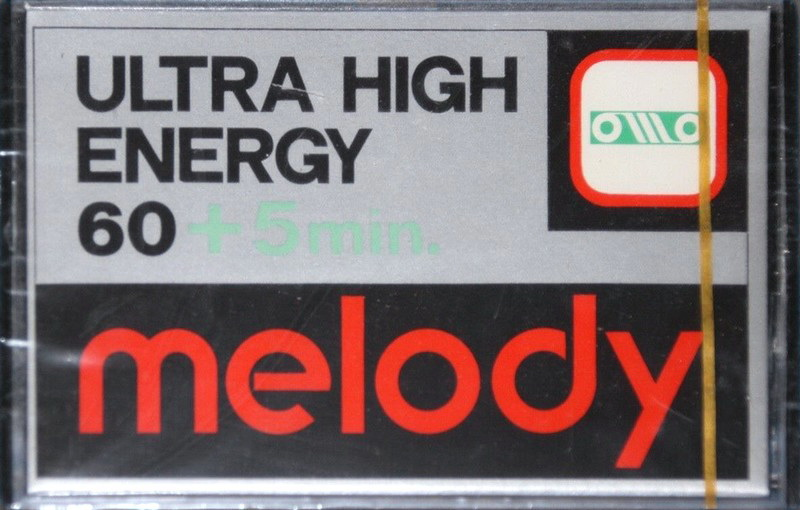 ULTRA HIGH
ENERGY
60+5min.
melody